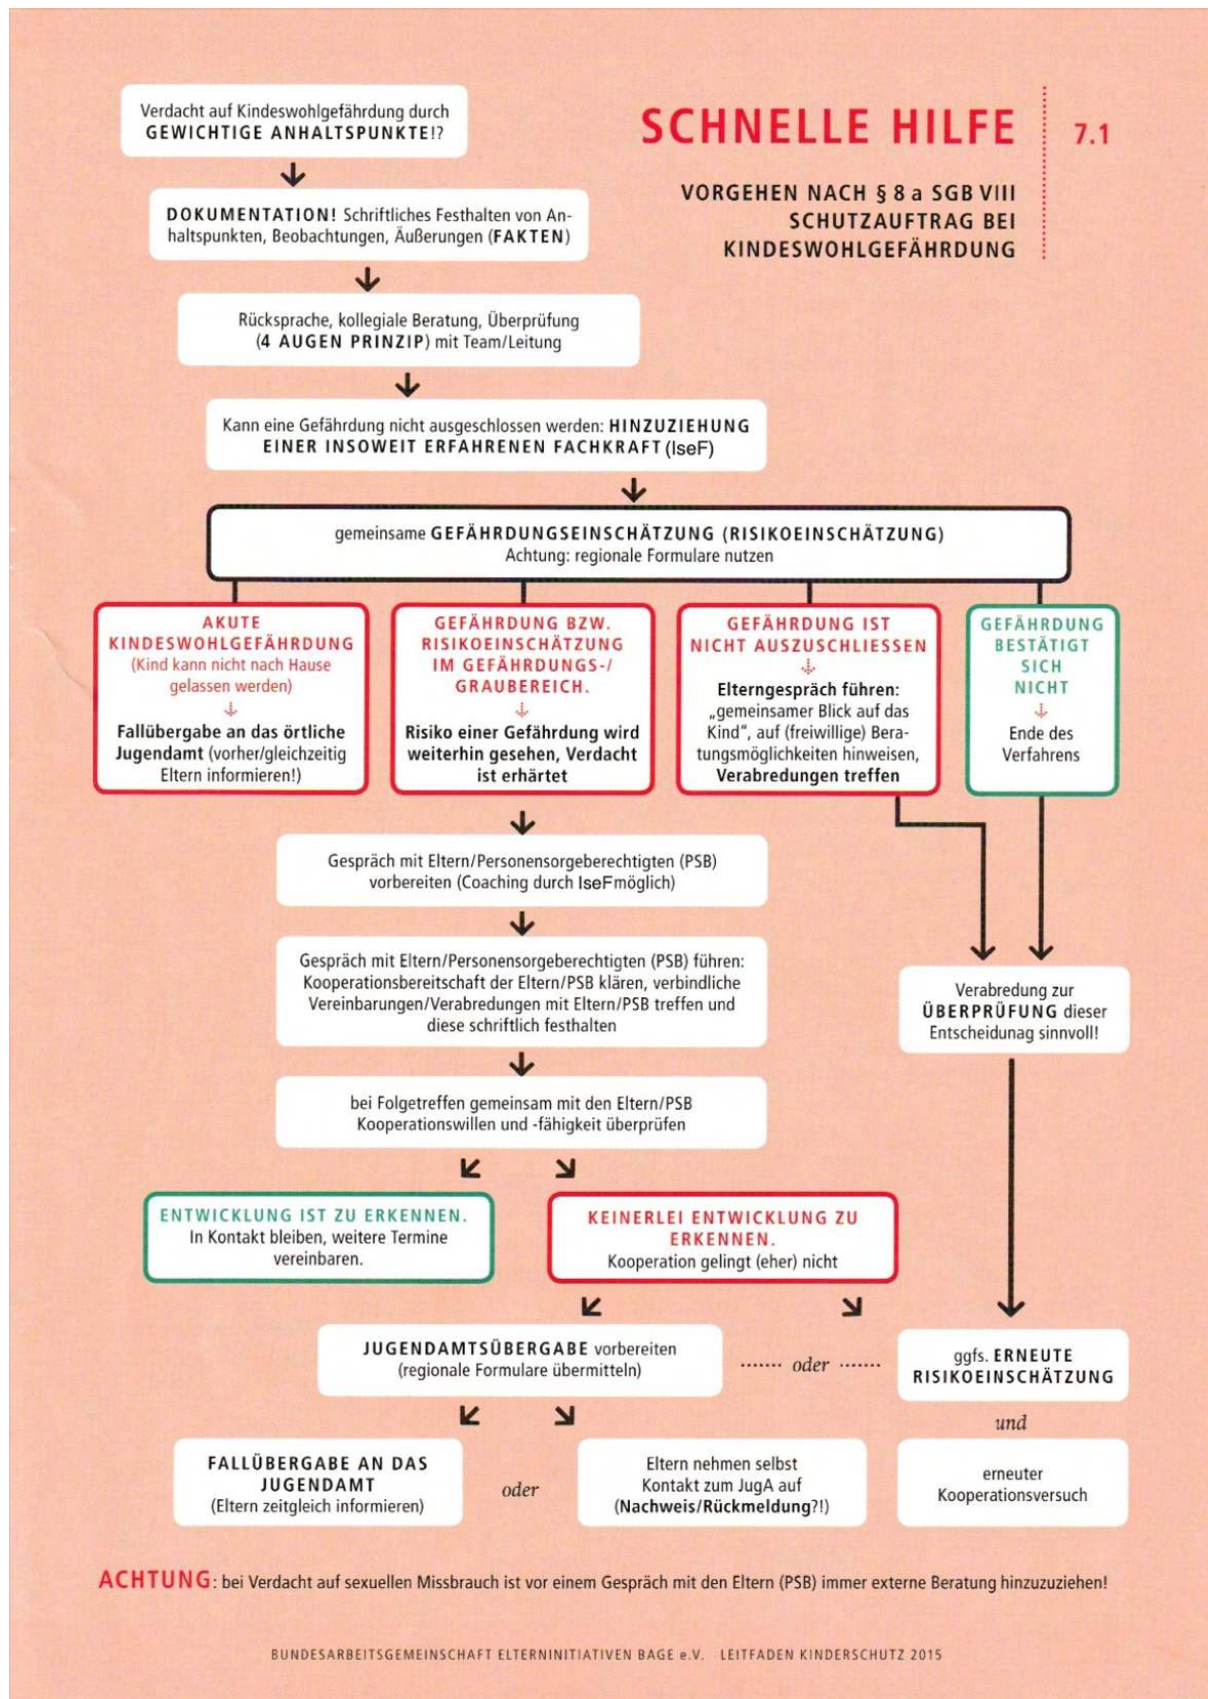 SCHNELLE HILFE
7.1
VORGEHEN NACH § 8 a SGB VIII
SCHUTZAUFTRAG BEI
KINDESWOHLGEFÄHRDUNG
Verdacht auf Kindeswohlgefährdung durch
GEWICHTIGE ANHALTSPUNKTE!?
DOKUMENTATION! Schriftliches Festhalten von An-
haltspunkten, Beobachtungen, Äußerungen (FAKTEN)
Rücksprache, kollegiale Beratung, Überprüfung
(4 AUGEN PRINZIP) mit Team/Leitung
Kann eine Gefährdung nicht ausgeschlossen werden: HINZUZIEHUNG
EINER INSOWEIT ERFAHRENEN FACHKRAFT (IseF)
gemeinsame GEFÄHRDUNGSEINSCHÄTZUNG (RISIKOEINSCHÄTZUNG)
Achtung: regionale Formulare nutzen
AKUTE
KINDESWOHLGEFÄHRDUNG
(Kind kann nicht nach Hause
gelassen werden)
Fallübergabe an das örtliche
Jugendamt (vorher/gleichzeitig
Eltern informieren!)
GEFÄHRDUNG BZW.
RISIKOEINSCHÄTZUNG
IM GEFÄHRDUNGS-/
GRAUBEREICH.
Risiko einer Gefährdung wird
weiterhin gesehen, Verdacht
ist erhärtet
GEFÄHRDUNG IST
NICHT AUSZUSCHLIESSEN
Elterngespräch führen:
„gemeinsamer Blick auf das
Kind“, auf (freiwillige) Bera-
tungsmöglichkeiten hinweisen,
Verabredungen treffen
GEFÄHRDUNG
BESTÄTIGT
SICH
NICHT
Ende des
Verfahrens
Gespräch mit Eltern/Personensorgeberechtigten (PSB)
vorbereiten (Coaching durch IseFmöglich)
Gespräch mit Eltern/Personensorgeberechtigten (PSB) führen:
Kooperationsbereitschaft der Eltern/PSB klären, verbindliche
Vereinbarungen/Verabredungen mit Eltern/PSB treffen und
diese schriftlich festhalten
Verabredung zur
ÜBERPRÜFUNG dieser
Entscheidunag sinnvoll!
bei Folgetreffen gemeinsam mit den Eltern/PSB
Kooperationswillen und -fähigkeit überprüfen
ENTWICKLUNG IST ZU ERKENNEN.
In Kontakt bleiben, weitere Termine
vereinbaren.
KEINERLEI ENTWICKLUNG ZU
ERKENNEN.
Kooperation gelingt (eher) nicht
JUGENDAMTSÜBERGABE vorbereiten
(regionale Formulare übermitteln)
....... oder .......
ggfs. ERNEUTE
RISIKOEINSCHÄTZUNG
und
FALLÜBERGABE AN DAS
JUGENDAMT
(Eltern zeitgleich informieren)
oder
Eltern nehmen selbst
Kontakt zum JugA auf
(Nachweis/Rückmeldung?!)
erneuter
Kooperationsversuch
ACHTUNG: bei Verdacht auf sexuellen Missbrauch ist vor einem Gespräch mit den Eltern (PSB) immer externe Beratung hinzuzuziehen!
BUNDESARBEITSGEMEINSCHAFT ELTERNINITIATIVEN BAGE e.V. LEITFADEN KINDERSCHUTZ 2015